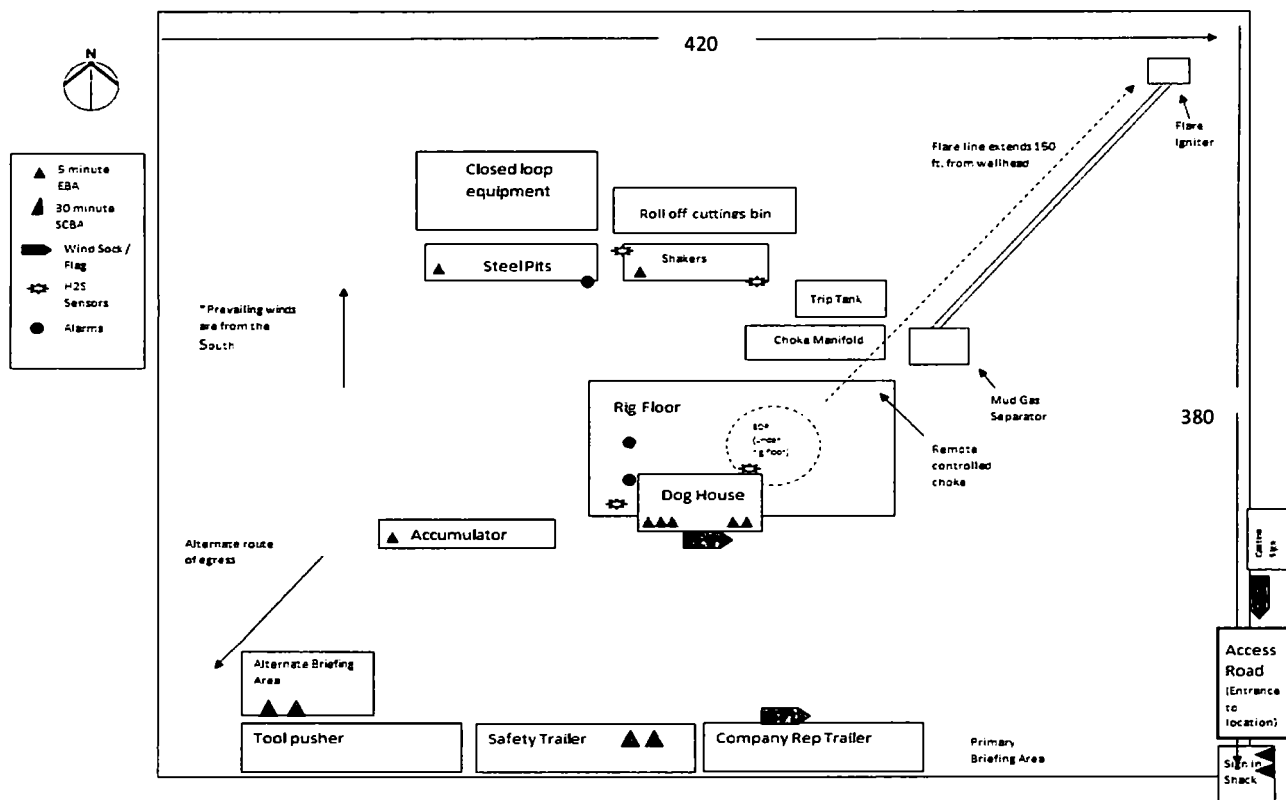 420
N
5 minute
EBA
30 minute
SCBA
Wind Sock /
Flag
H2S
Sensors
Alarms
Flare
Igniter
Flare line extends 150
ft. from wellhead
Closed loop
equipment
Roll off cuttings bin
Steel Pits
Shakers
*Prevailing winds
are from the
South
Trip Tank
Choke Manifold
Mud Gas
Separator
380
Rig Floor
(under
rig floor)
Remote
controlled
choke
Dog House
Accumulator
Alternate route
of egress
Access
Road
(Entrance
to
location)
Alternate Briefing
Area
Tool pusher
Safety Trailer
Company Rep Trailer
Primary
Briefing Area
Sign in
Shack